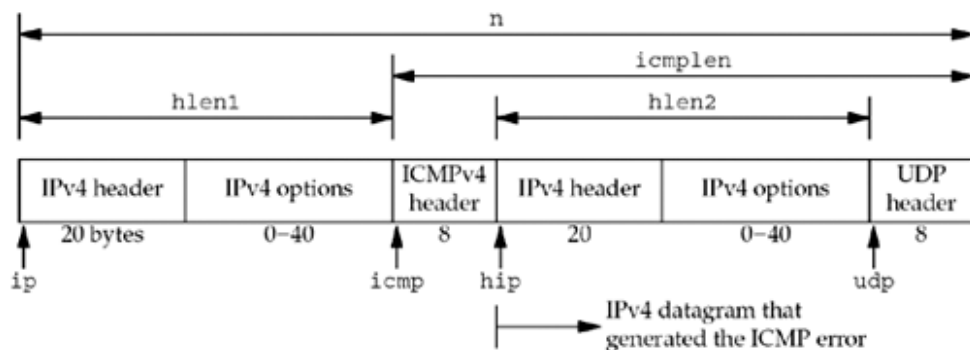 n
icmplen
hlen1 hlen2
IPv4 header IPv4 options ICMPv4 header IPv4 header IPv4 options UDP header
20 bytes 0–40 8 20 0–40 8
ip icmp hip udp
IPv4 datagram that
generated the ICMP error